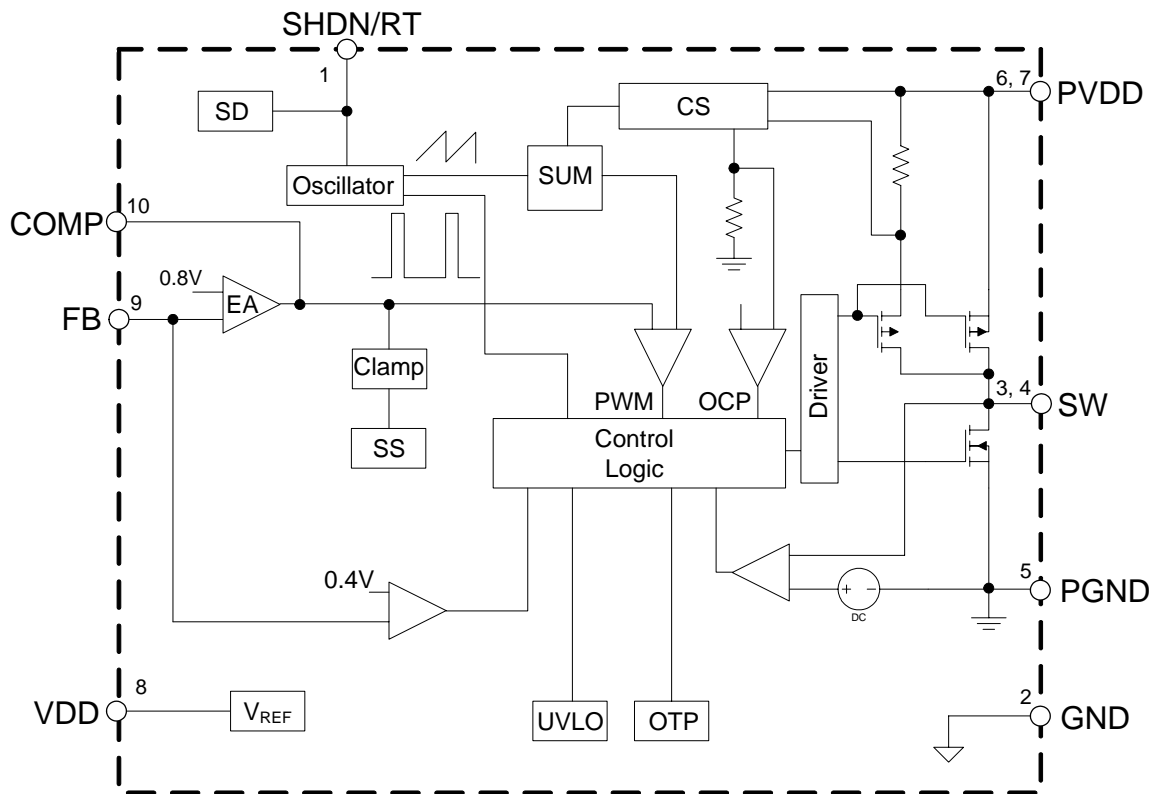 SHDN/RT
1
6, 7
PVDD
SD
CS
Oscillator
SUM
10
COMP
0.8V
EA
9
FB
Clamp
Driver
PWM
OCP
3, 4
SW
SS
Control
Logic
0.4V
+ -
DC
5
PGND
8
VDD
VREF
UVLO
OTP
2
GND